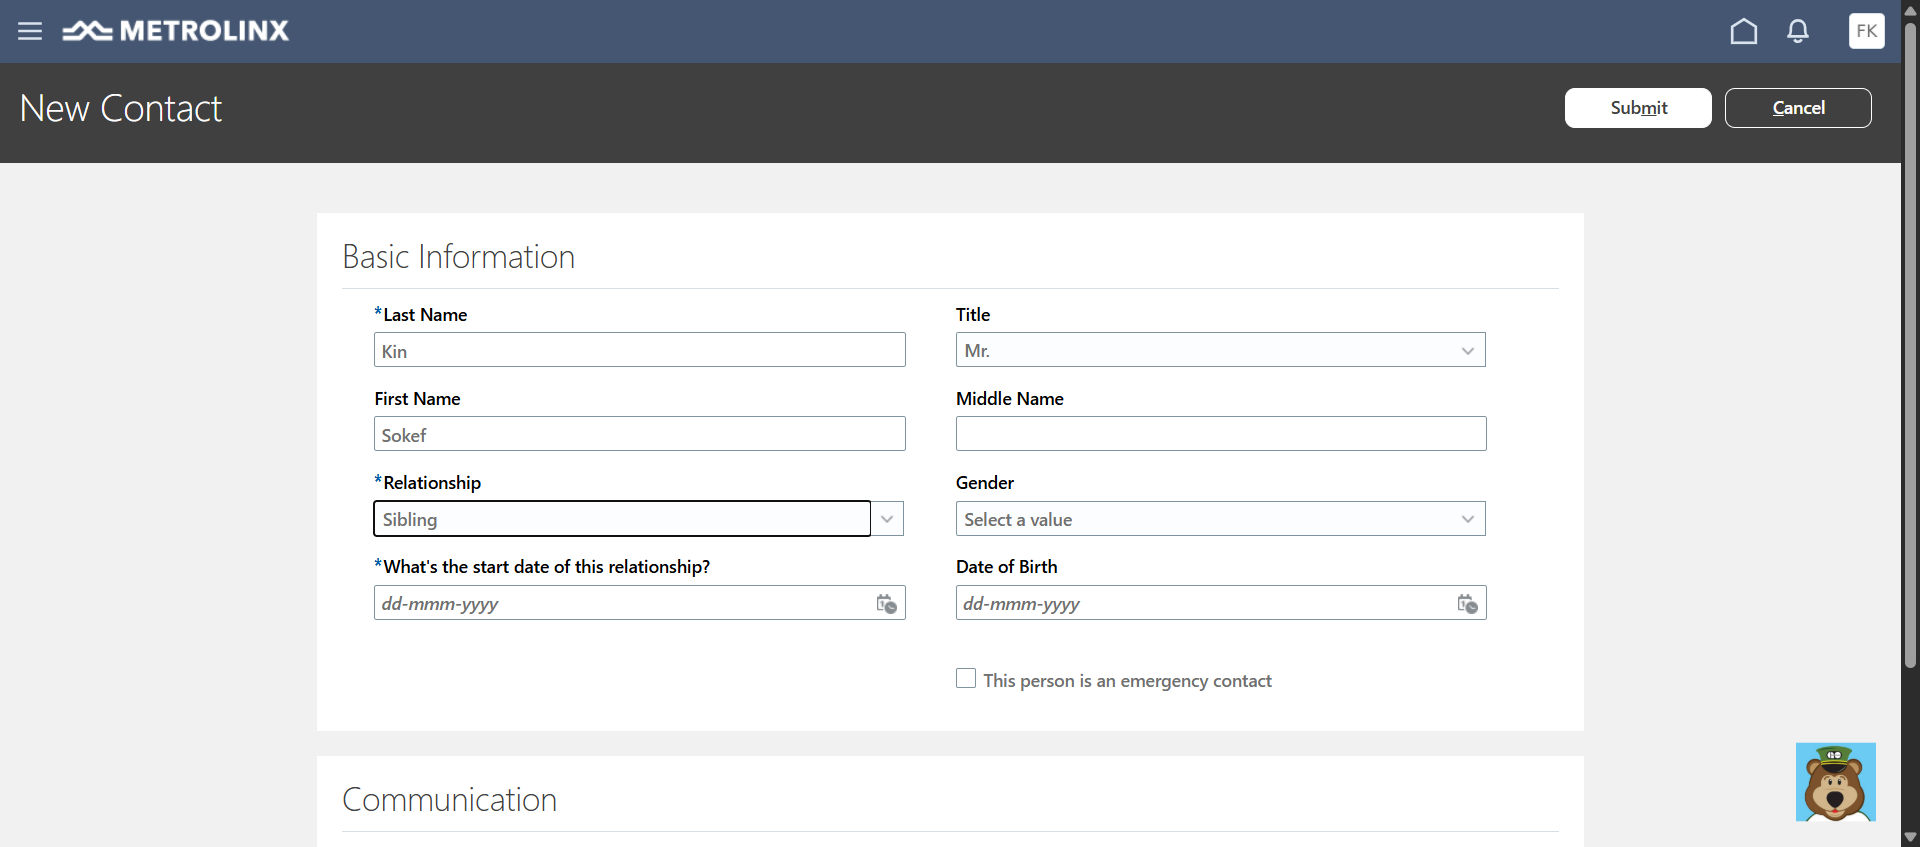 METROLINX
FK
New Contact
Submit
Cancel
Basic Information
*Last Name
Title
Kin
Mr.
First Name
Middle Name
Sokef
*Relationship
Gender
Sibling
Select a value
*What's the start date of this relationship?
Date of Birth
dd-mmm-yyyy
dd-mmm-yyyy
This person is an emergency contact
Communication